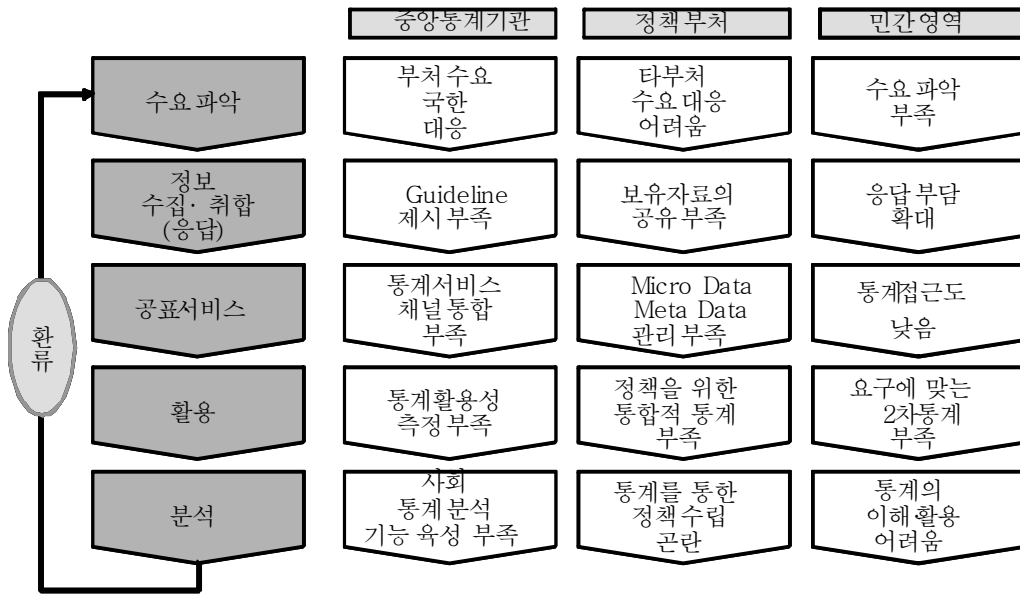 중앙통계기관
정책부처
민간영역
수요 파악
부처 수요
국한
대응
타부처
수요 대응
어려움
수요 파악
부족
정보
수집· 취합
(응답)
Guideline
제시 부족
보유자료의
공유 부족
응답 부담
확대
공표서비스
통계서비스
채널 통합
부족
Micro Data
Meta Data
관리 부족
통계접근도
낮음
환
류
활용
통계활용성
측정 부족
정책을 위한
통합적 통계
부족
요구에 맞는
2차통계
부족
분석
사회
통계 분석
기능 육성 부족
통계를 통한
정책 수립
곤란
통계의
이해·활용
어려움